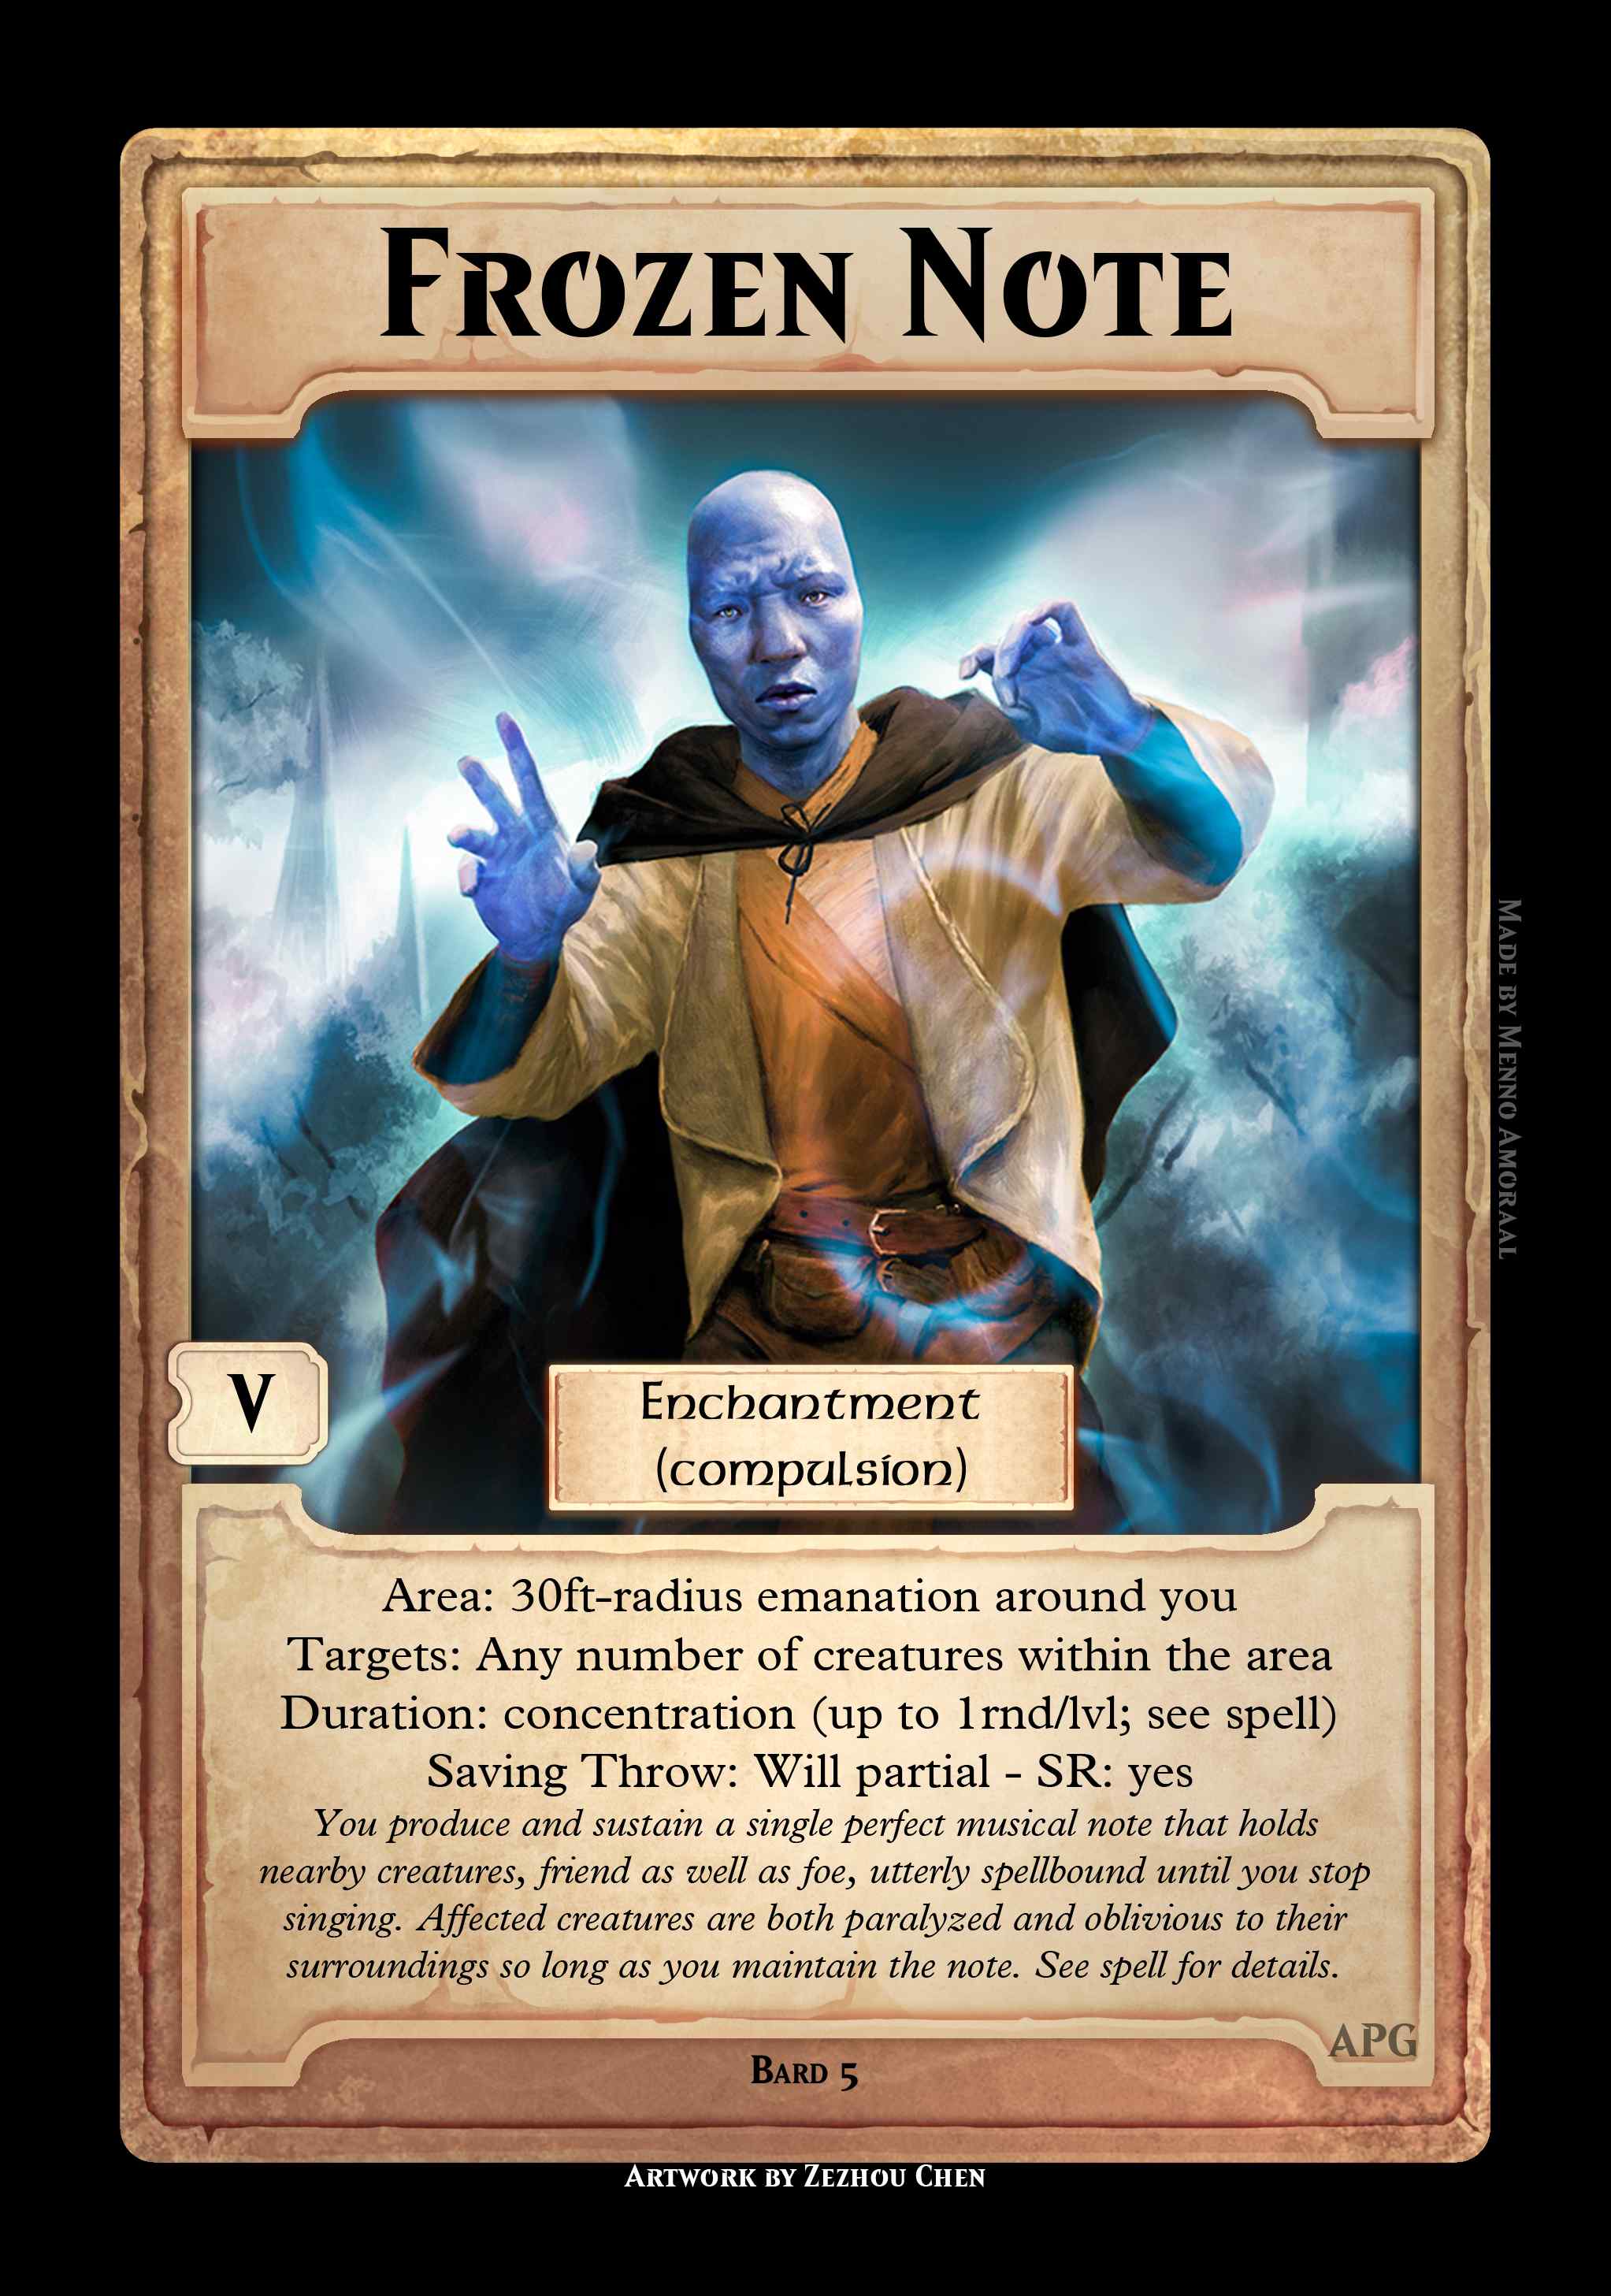 Frozen Note
V
Enchantment
(compulsion)
Area: 30ft-radius emanation around you
Targets: Any number of creatures within the area
Duration: concentration (up to 1rnd/lvl; see spell)
Saving Throw: Will partial - SR: yes
You produce and sustain a single perfect musical note that holds
nearby creatures, friend as well as foe, utterly spellbound until you stop
singing. Affected creatures are both paralyzed and oblivious to their
surroundings so long as you maintain the note. See spell for details.
APG
Bard 5
Artwork by Zezhou Chen
Made by Menno Amoraal